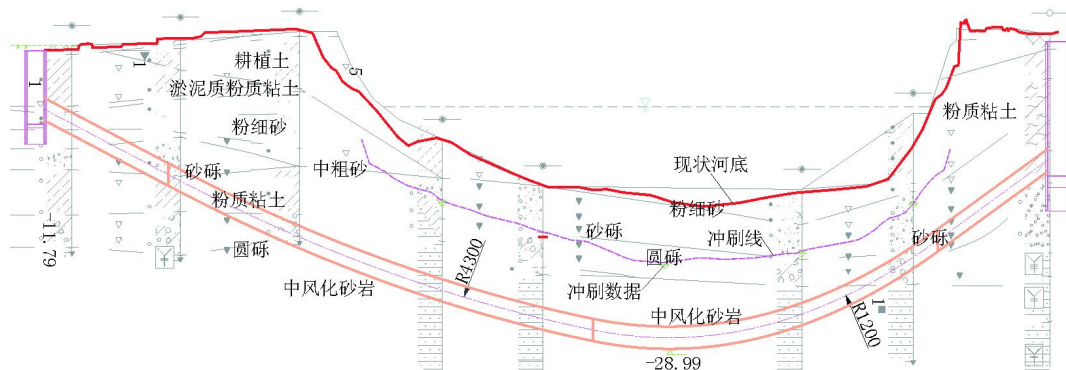 耕植土
5
1
淤泥质粉质粘土
1
粉质粘土
粉细砂
中粗砂
现状河底
砂砾
粉质粘土
粉细砂
砂砾
冲刷线
砂砾
-11.79
圆砾
圆砾
R4300
中风化砂岩
冲刷数据
中风化砂岩
1
R1200
-28.99